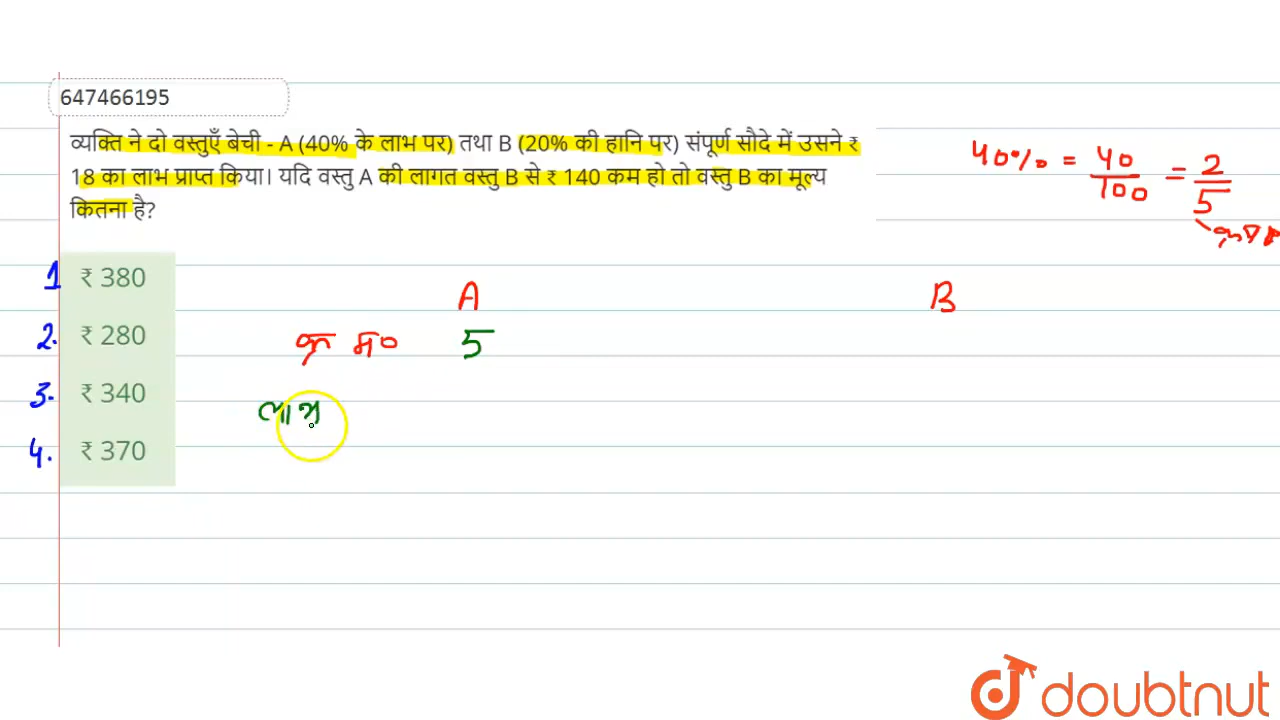 647466195
व्यक्ति ने दो वस्तुएँ बेची - A (40% के लाभ पर) तथा B (20% की हानि पर) संपूर्ण सौदे में उसने ₹
18 का लाभ प्राप्त किया। यदि वस्तु A की लागत वस्तु B से ₹ 140 कम हो तो वस्तु B का मूल्य
कितना है?
40% = 40/100 = 2/5
1 ₹ 380
2. ₹ 280
3. ₹ 340
4. ₹ 370
A B
क्र म० 5
लाभ
doubtnut